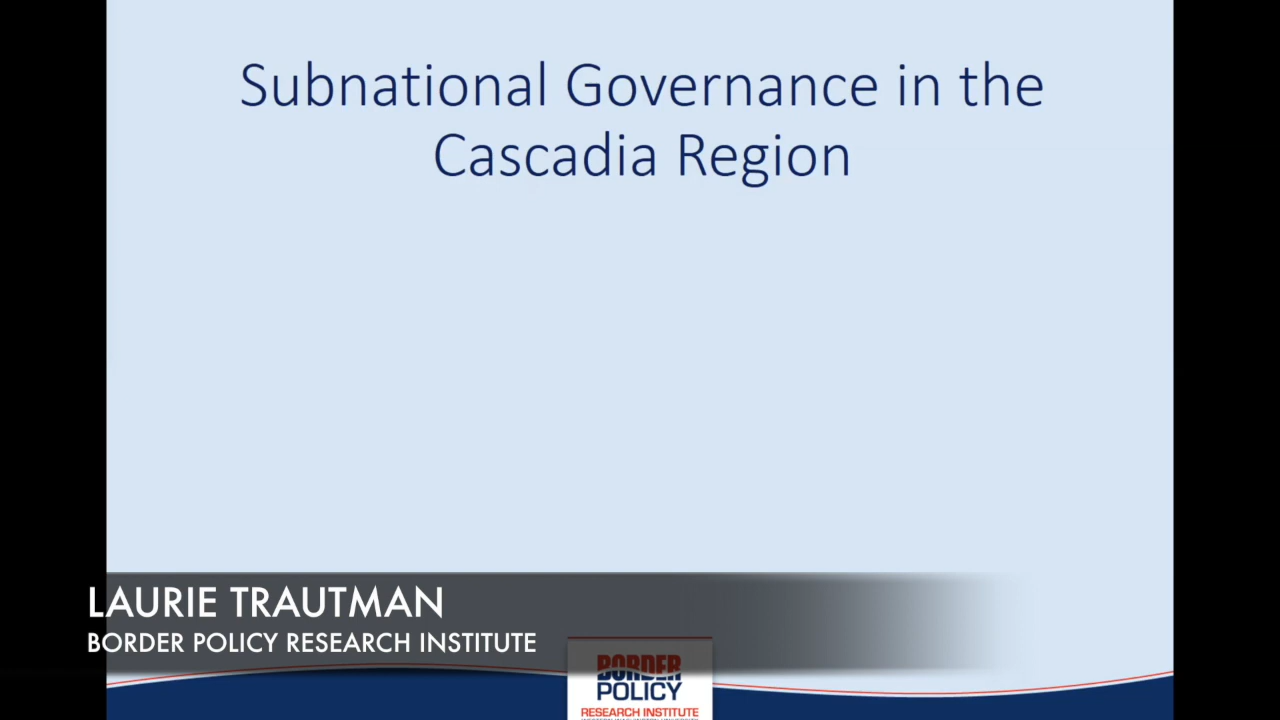 Subnational Governance in the
Cascadia Region
LAURIE TRAUTMAN
BORDER POLICY RESEARCH INSTITUTE
BORDER
POLICY
RESEARCH INSTITUTE